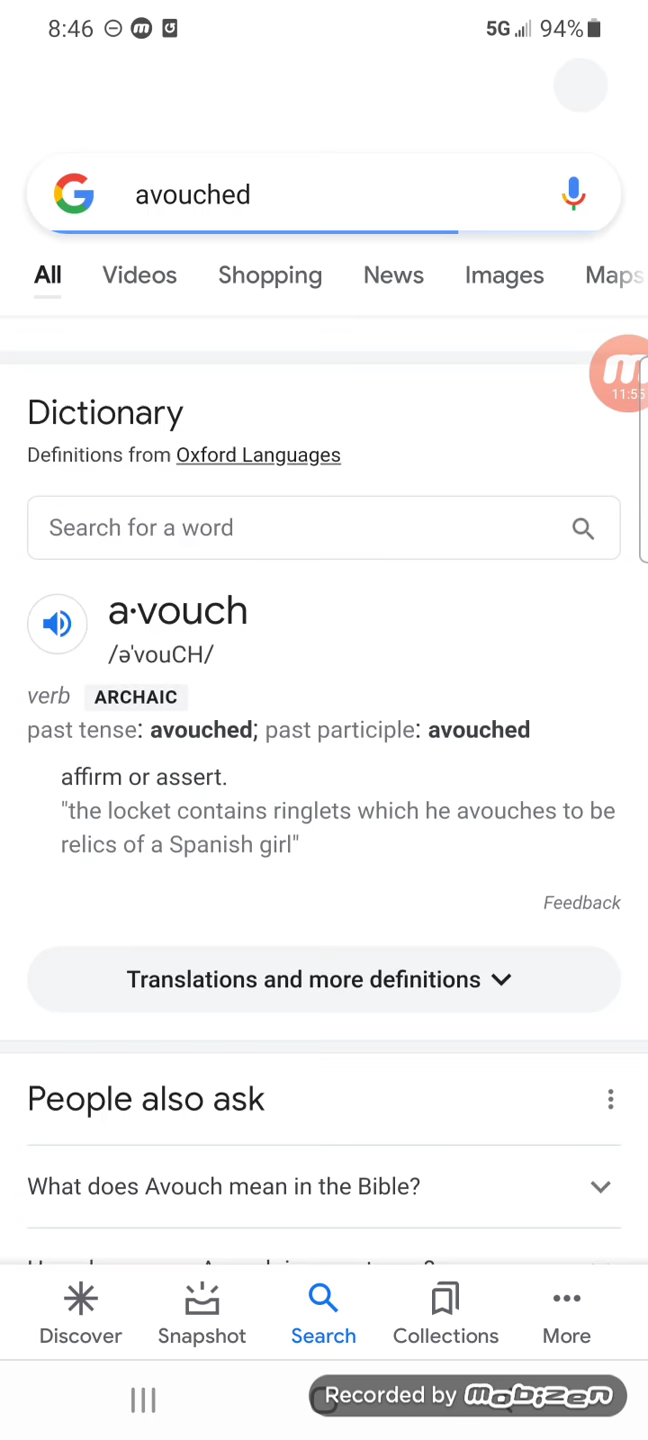 8:46
5G 94%
avouched
All Videos Shopping News Images Maps
11:55
Dictionary
Definitions from Oxford Languages
Search for a word
a·vouch
/əˈvouCH/
verb ARCHAIC
past tense: avouched; past participle: avouched
affirm or assert.
"the locket contains ringlets which he avouches to be
relics of a Spanish girl"
Feedback
Translations and more definitions
People also ask
What does Avouch mean in the Bible?
Discover Snapshot Search Collections More
Recorded by mobizen